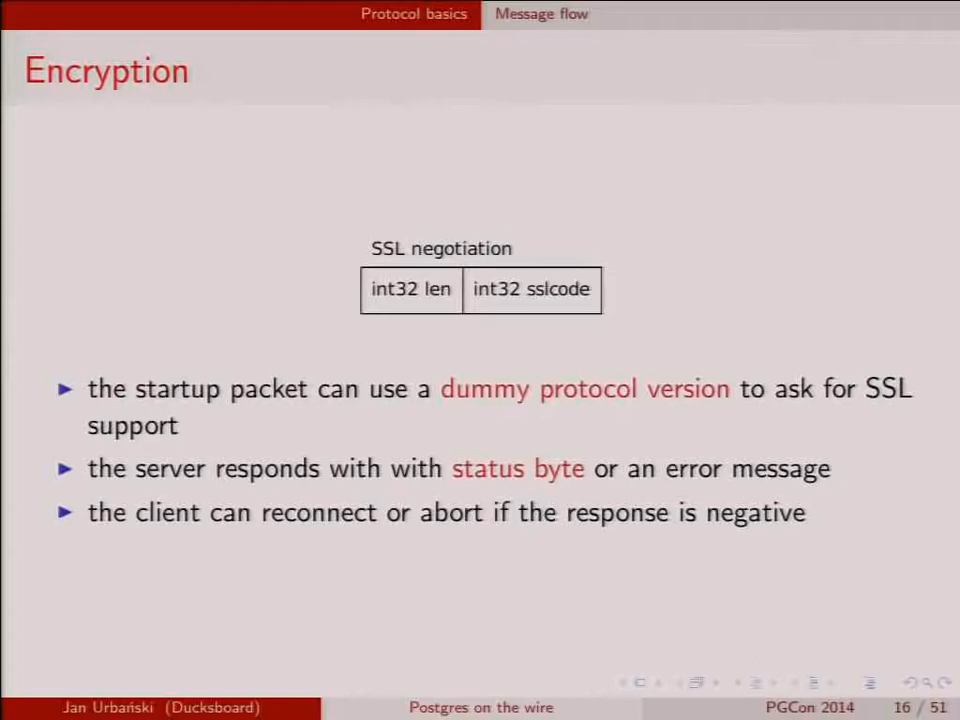 Protocol basics Message flow
Encryption
SSL negotiation
int32 len int32 sslcode
the startup packet can use a dummy protocol version to ask for SSL
support
the server responds with with status byte or an error message
the client can reconnect or abort if the response is negative
Jan Urbański (Ducksboard) Postgres on the wire PGCon 2014 16 / 51